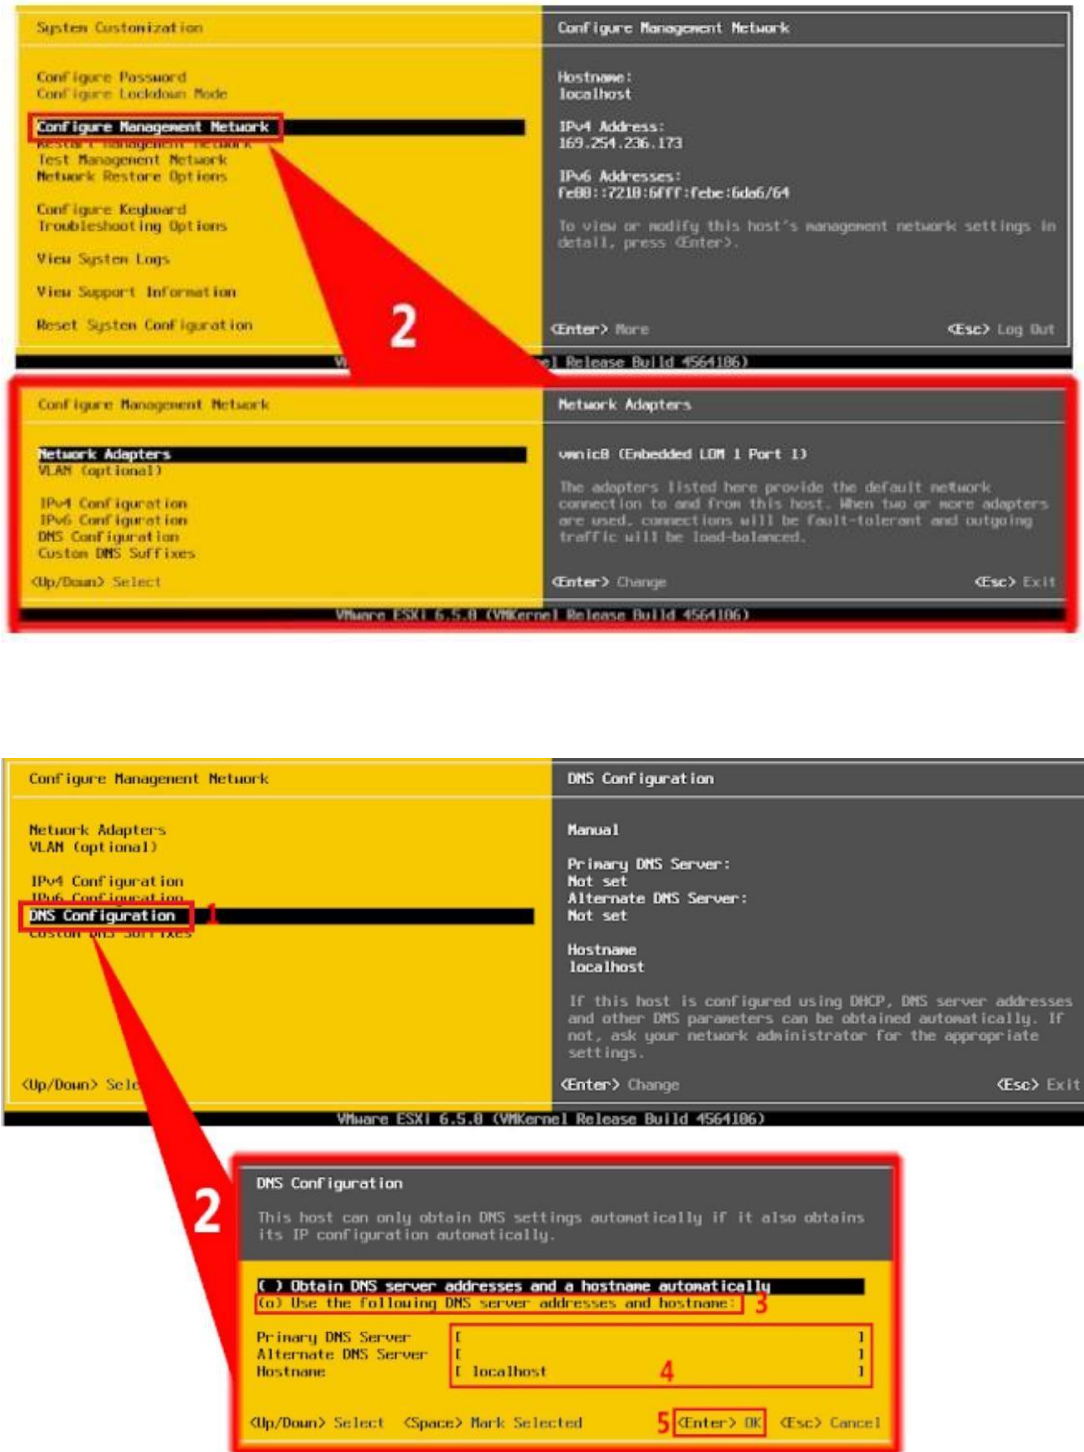 System Customization
Configure Management Network
Configure Password
Configure Lockdown Mode
Configure Management Network
Restart Management Network
Test Management Network
Network Restore Options
Configure Keyboard
Troubleshooting Options
View System Logs
View Support Information
Reset System Configuration
Hostname:
localhost
IPv4 Address:
169.254.236.173
IPv6 Addresses:
fe80::7210:6fff:febe:6da6/64
To view or modify this host's management network settings in
detail, press <Enter>.
2
<Enter> More
<Esc> Log Out
Release Build 4564106)
Configure Management Network
Network Adapters
Network Adapters
VLAN (optional)
IPv4 Configuration
IPv6 Configuration
DNS Configuration
Custom DNS Suffixes
<Up/Down> Select
vmnic0 (Embedded LOM 1 Port 1)
The adapters listed here provide the default network
connection to and from this host. When two or more adapters
are used, connections will be fault-tolerant and outgoing
traffic will be load-balanced.
<Enter> Change
<Esc> Exit
VMware ESXi 6.5.0 (VMKernel Release Build 4564106)
Configure Management Network
DNS Configuration
Network Adapters
VLAN (optional)
IPv4 Configuration
IPv6 Configuration
DNS Configuration 1
Custom DNS Suffixes
Manual
Primary DNS Server:
Not set
Alternate DNS Server:
Not set
Hostname
localhost
If this host is configured using DHCP, DNS server addresses
and other DNS parameters can be obtained automatically. If
not, ask your network administrator for the appropriate
settings.
<Up/Down> Sele
<Enter> Change
<Esc> Exit
VMware ESXi 6.5.0 (VMKernel Release Build 4564106)
2
DNS Configuration
This host can only obtain DNS settings automatically if it also obtains
its IP configuration automatically.
( ) Obtain DNS server addresses and a hostname automatically
(o) Use the following DNS server addresses and hostname: 3
Primary DNS Server [ ]
Alternate DNS Server [ ]
Hostname [ localhost ]
4
<Up/Down> Select <Space> Mark Selected 5 <Enter> OK <Esc> Cancel